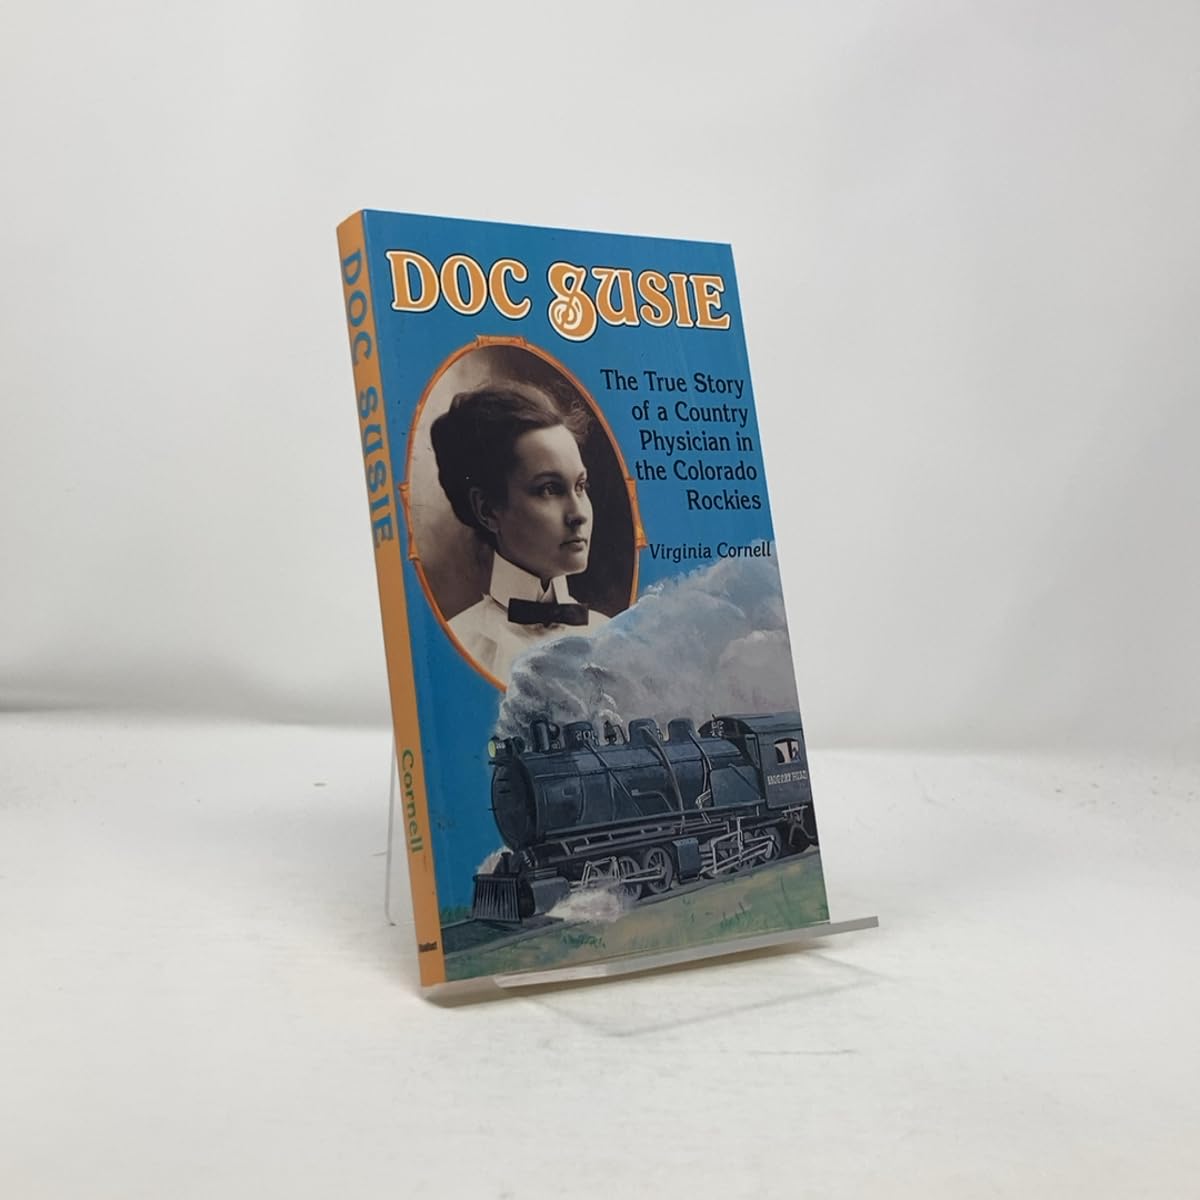 DOC SUSIE
The True Story
of a Country
Physician in
the Colorado
Rockies
Virginia Cornell
DOC SUSIE
Cornell